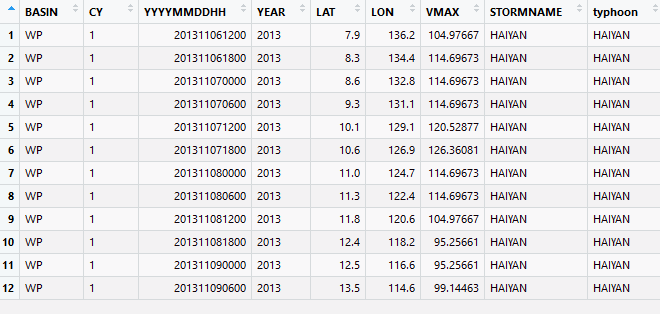 BASIN CY YYYYMMDDHH YEAR LAT LON VMAX STORMNAME typhoon
1 WP 1 201311061200 2013 7.9 136.2 104.97667 HAIYAN HAIYAN
2 WP 1 201311061800 2013 8.3 134.4 114.69673 HAIYAN HAIYAN
3 WP 1 201311070000 2013 8.6 132.8 114.69673 HAIYAN HAIYAN
4 WP 1 201311070600 2013 9.3 131.1 114.69673 HAIYAN HAIYAN
5 WP 1 201311071200 2013 10.1 129.1 120.52877 HAIYAN HAIYAN
6 WP 1 201311071800 2013 10.6 126.9 126.36081 HAIYAN HAIYAN
7 WP 1 201311080000 2013 11.0 124.7 114.69673 HAIYAN HAIYAN
8 WP 1 201311080600 2013 11.3 122.4 114.69673 HAIYAN HAIYAN
9 WP 1 201311081200 2013 11.8 120.6 104.97667 HAIYAN HAIYAN
10 WP 1 201311081800 2013 12.4 118.2 95.25661 HAIYAN HAIYAN
11 WP 1 201311090000 2013 12.5 116.6 95.25661 HAIYAN HAIYAN
12 WP 1 201311090600 2013 13.5 114.6 99.14463 HAIYAN HAIYAN